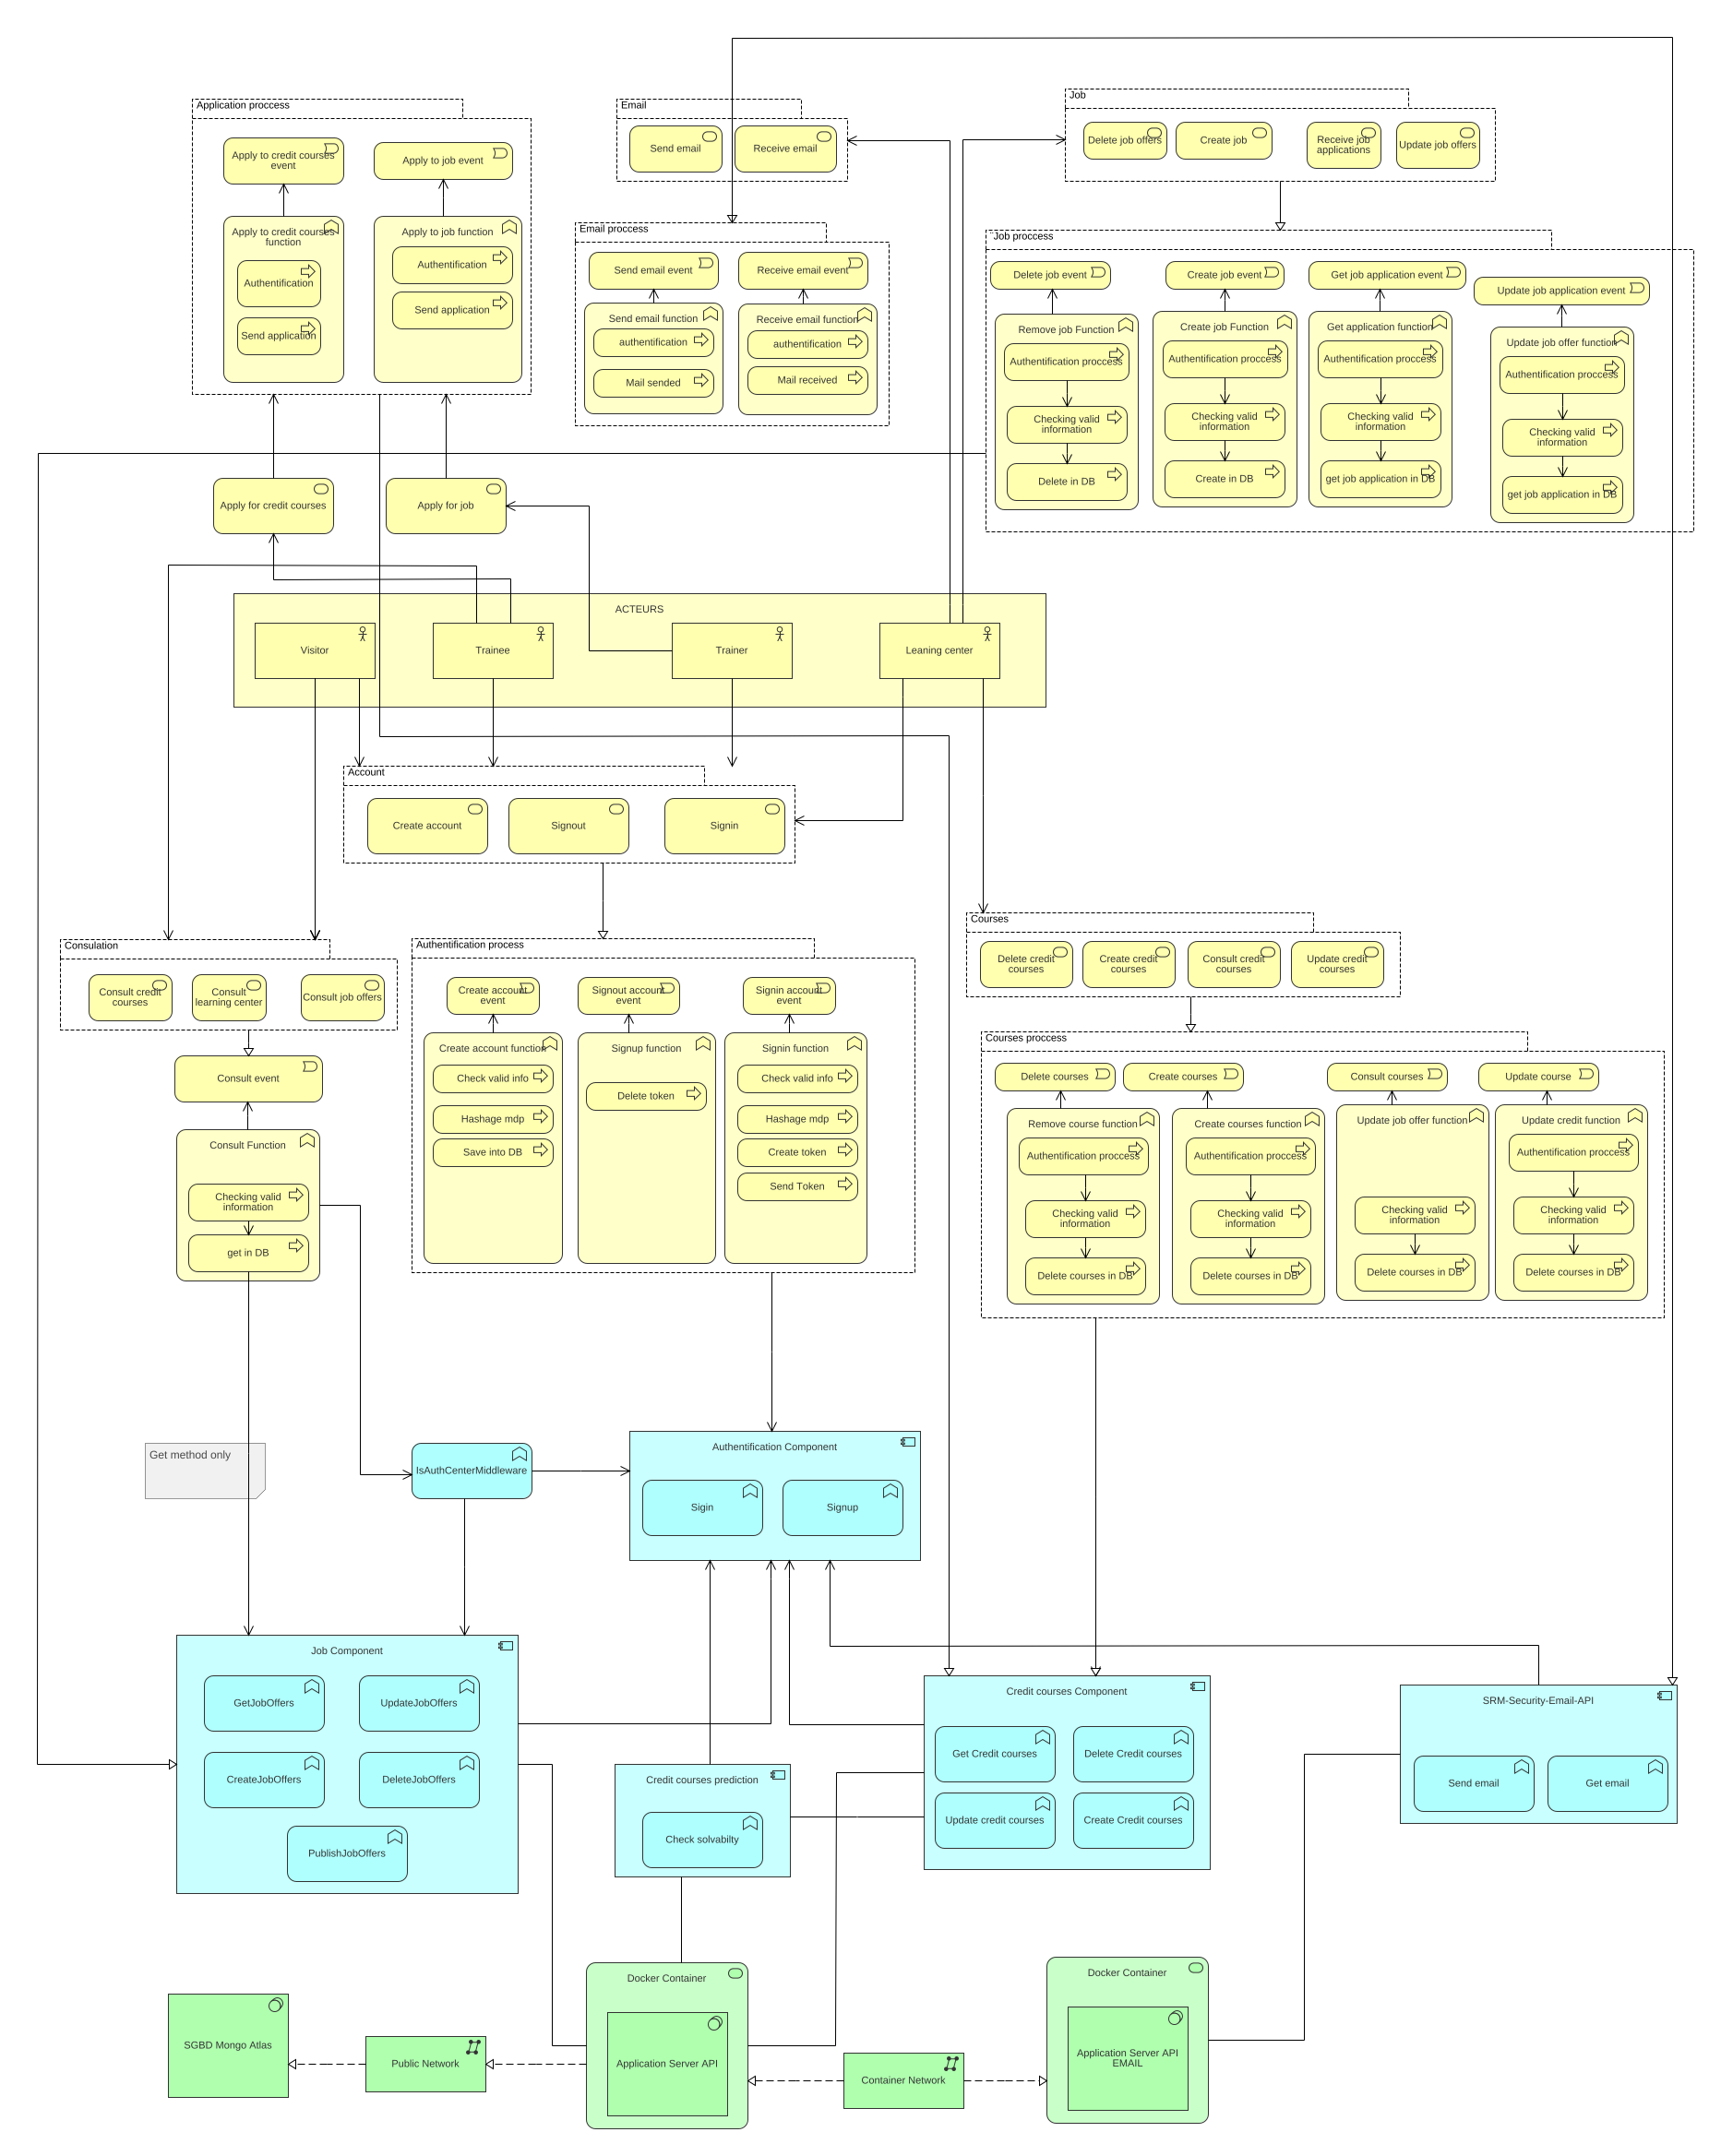 Application proccess
Apply to credit courses
event
Apply to job event
Apply to credit courses
function
Authentification
Send application
Apply to job function
Authentification
Send application
Email
Send email
Receive email
Job
Delete job offers
Create job
Receive job
applications
Update job offers
Email proccess
Send email event
Receive email event
Send email function
authentification
Mail sended
Receive email function
authentification
Mail received
¨Job proccess
Delete job event
Create job event
Get job application event
Update job application event
Remove job Function
Authentification proccess
Checking valid
information
Delete in DB
Create job Function
Authentification proccess
Checking valid
information
Create in DB
Get application function
Authentification proccess
Checking valid
information
get job application in DB
Update job offer function
Authentification proccess
Checking valid
information
get job application in DB
Apply for credit courses
Apply for job
ACTEURS
Visitor
Trainee
Trainer
Leaning center
Account
Create account
Signout
Signin
Consulation
Consult credit
courses
Consult
learning center
Consult job offers
Consult event
Consult Function
Checking valid
information
get in DB
Authentification process
Create account
event
Signout account
event
Signin account
event
Create account function
Check valid info
Hashage mdp
Save into DB
Signup function
Delete token
Signin function
Check valid info
Hashage mdp
Create token
Send Token
Courses
Delete credit
courses
Create credit
courses
Consult credit
courses
Update credit
courses
Courses proccess
Delete courses
Create courses
Consult courses
Update course
Remove course function
Authentification proccess
Checking valid
information
Delete courses in DB
Create courses function
Authentification proccess
Checking valid
information
Delete courses in DB
Update job offer function
Checking valid
information
Delete courses in DB
Update credit function
Authentification proccess
Checking valid
information
Delete courses in DB
Get method only
IsAuthCenterMiddleware
Authentification Component
Sigin
Signup
Job Component
GetJobOffers
UpdateJobOffers
CreateJobOffers
DeleteJobOffers
PublishJobOffers
Credit courses prediction
Check solvabilty
Credit courses Component
Get Credit courses
Delete Credit courses
Update credit courses
Create Credit courses
SRM-Security-Email-API
Send email
Get email
SGBD Mongo Atlas
Public Network
Docker Container
Application Server API
Container Network
Docker Container
Application Server API
EMAIL